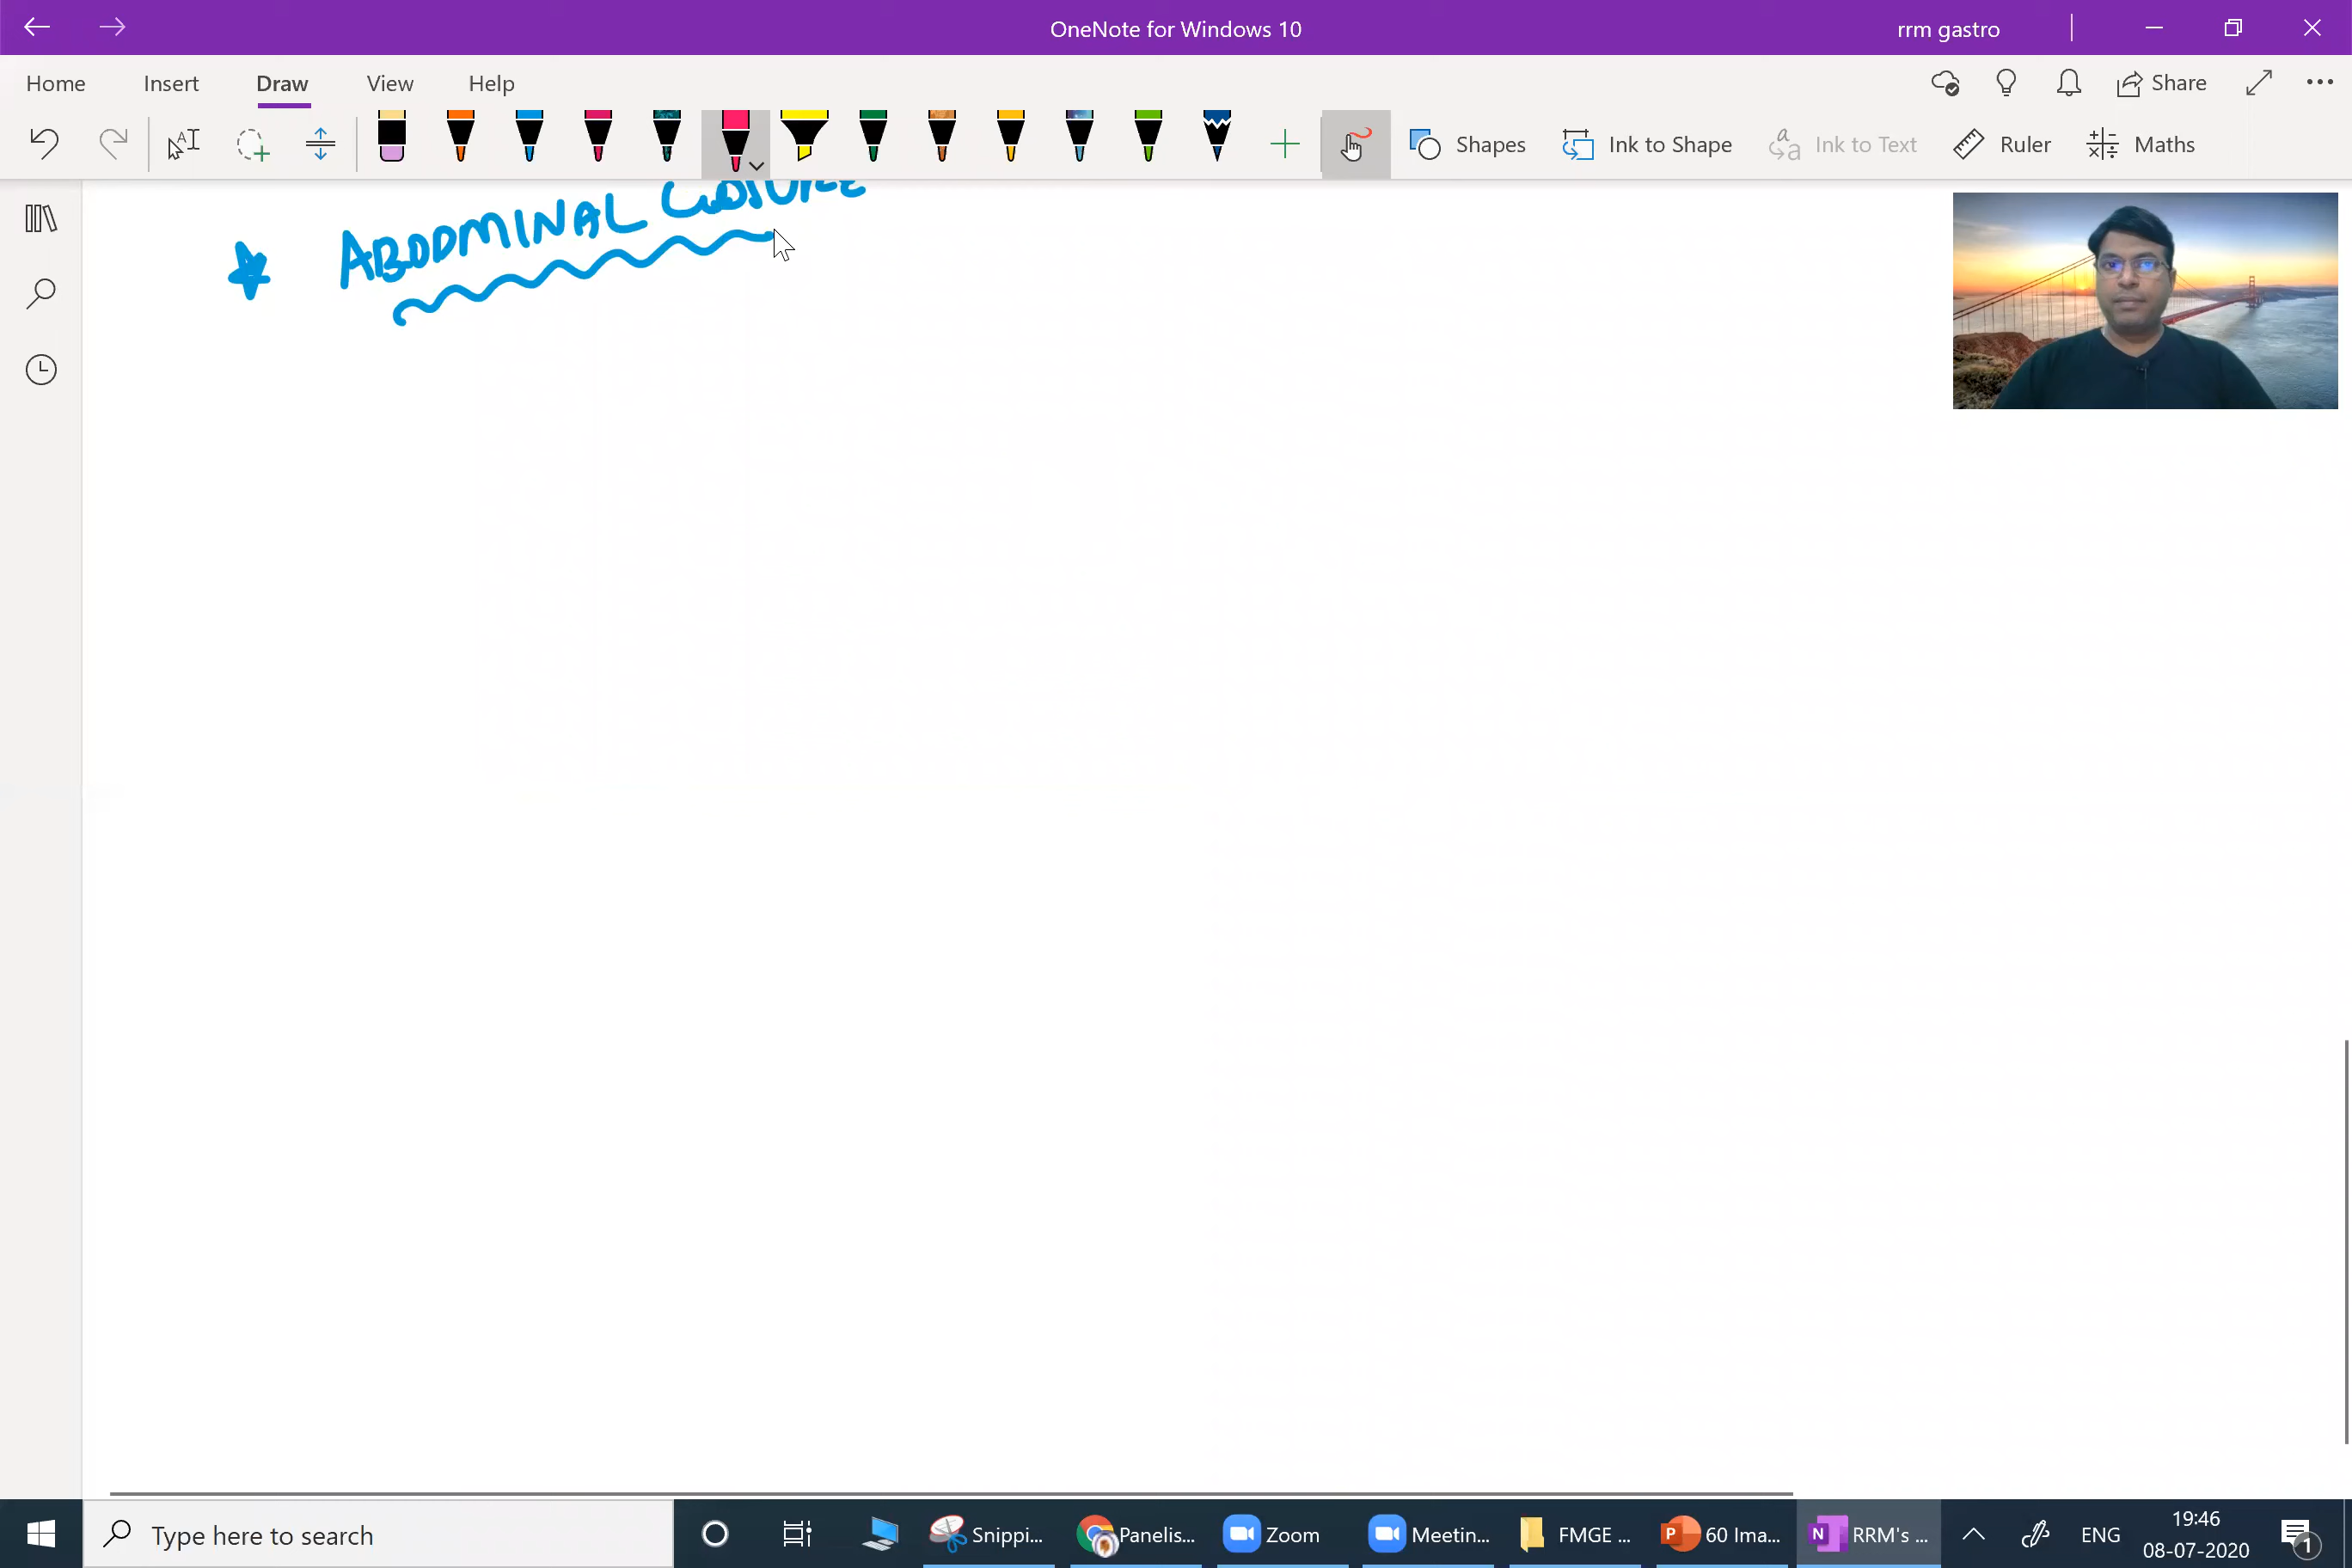 OneNote for Windows 10
rrm gastro
Home Insert Draw View Help
Share
Shapes
Ink to Shape
Ink to Text
Ruler
Maths
ABDOMINAL CLOSURE
Type here to search
Snippi...
Panelis...
Zoom
Meetin...
FMGE ...
60 Ima...
RRM's ...
ENG
19:46
08-07-2020
1